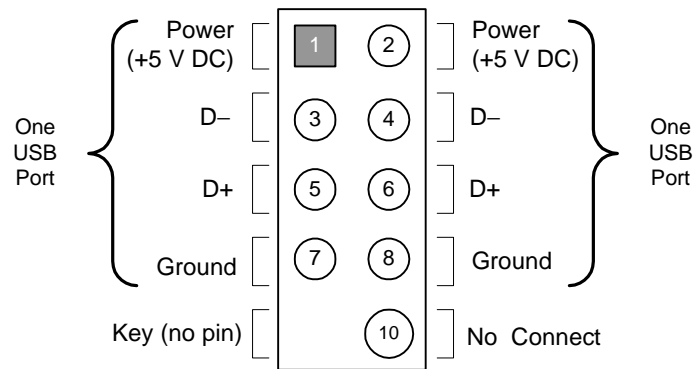 Power
(+5 V DC)
1
2
Power
(+5 V DC)
One
USB
Port
D–
3
4
D–
One
USB
Port
D+
5
6
D+
Ground
7
8
Ground
Key (no pin)
10
No Connect